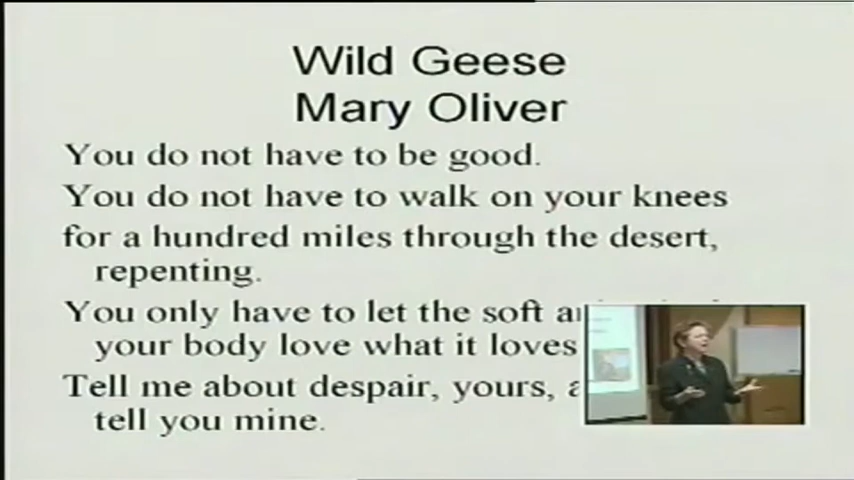 Wild Geese
Mary Oliver
You do not have to be good.
You do not have to walk on your knees
for a hundred miles through the desert,
repenting.
You only have to let the soft
your body love what it loves
Tell me about despair, yours,
tell you mine.